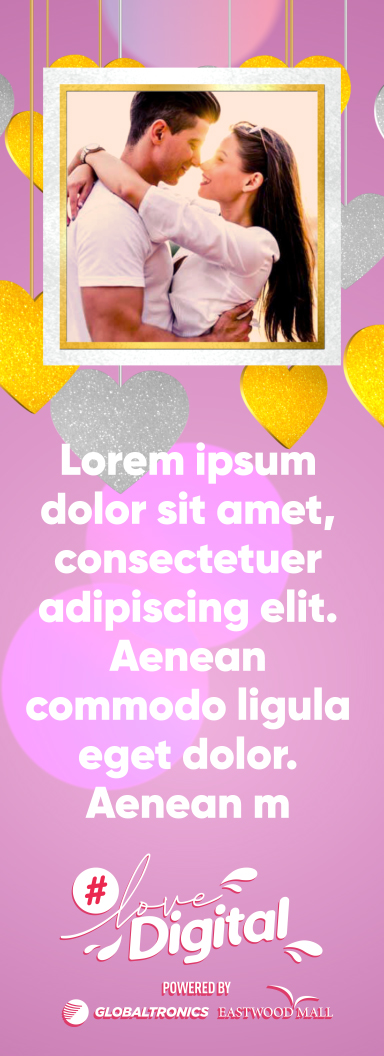 Lorem ipsum
dolor sit amet,
consectetuer
adipiscing elit.
Aenean
commodo ligula
eget dolor.
Aenean m
#love
Digital
POWERED BY
GLOBALTRONICS EASTWOOD MALL